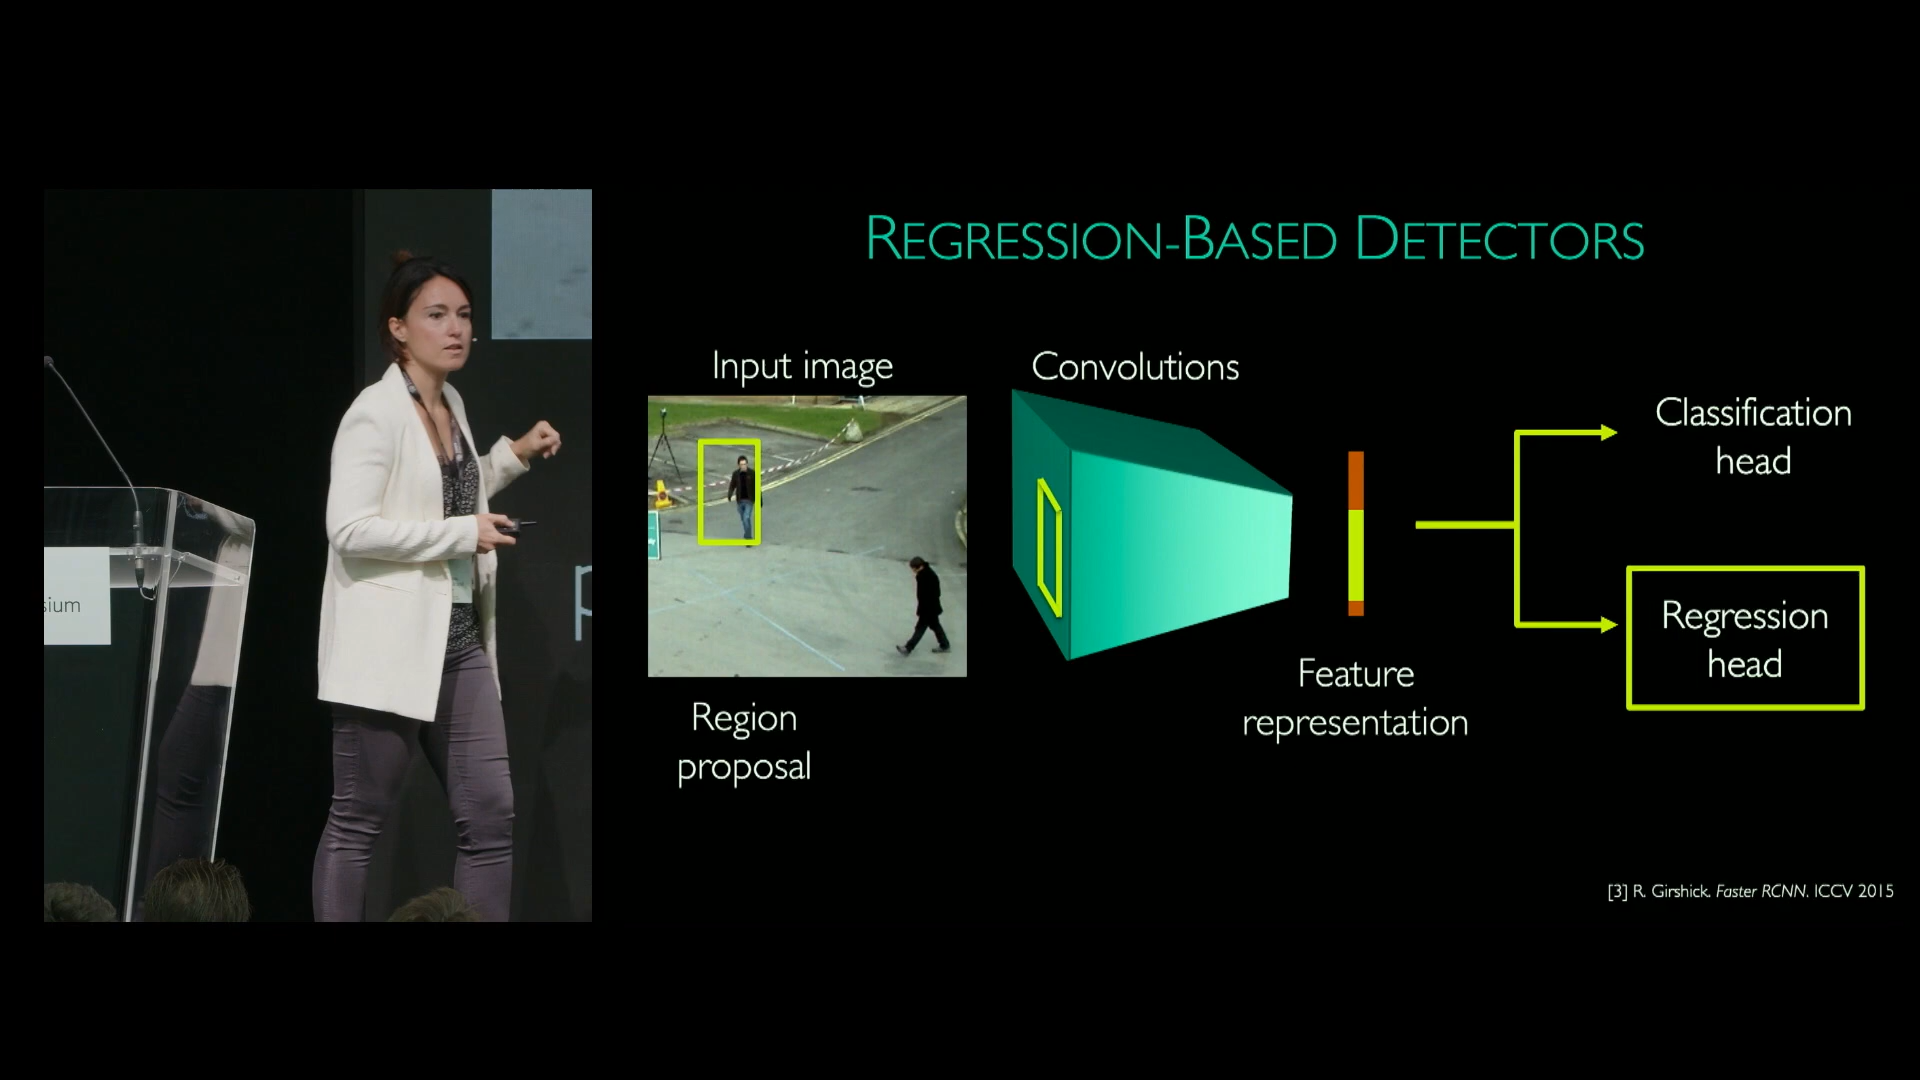 REGRESSION-BASED DETECTORS
Input image
Convolutions
Classification
head
Regression
head
Feature
representation
Region
proposal
[3] R. Girshick. Faster RCNN. ICCV 2015
sium